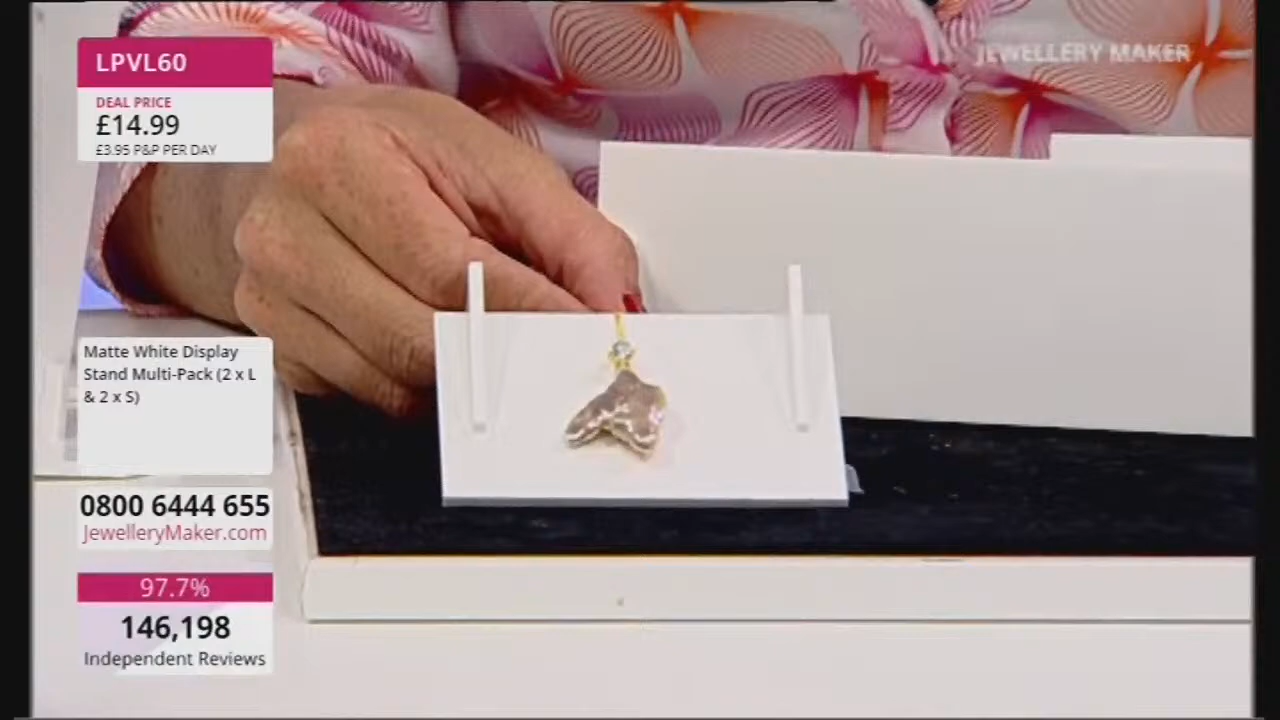 LPVL60
DEAL PRICE
£14.99
£3.95 P&P PER DAY
JEWELLERY MAKER
Matte White Display
Stand Multi-Pack (2 x L
& 2 x S)
0800 6444 655
JewelleryMaker.com
97.7%
146,198
Independent Reviews